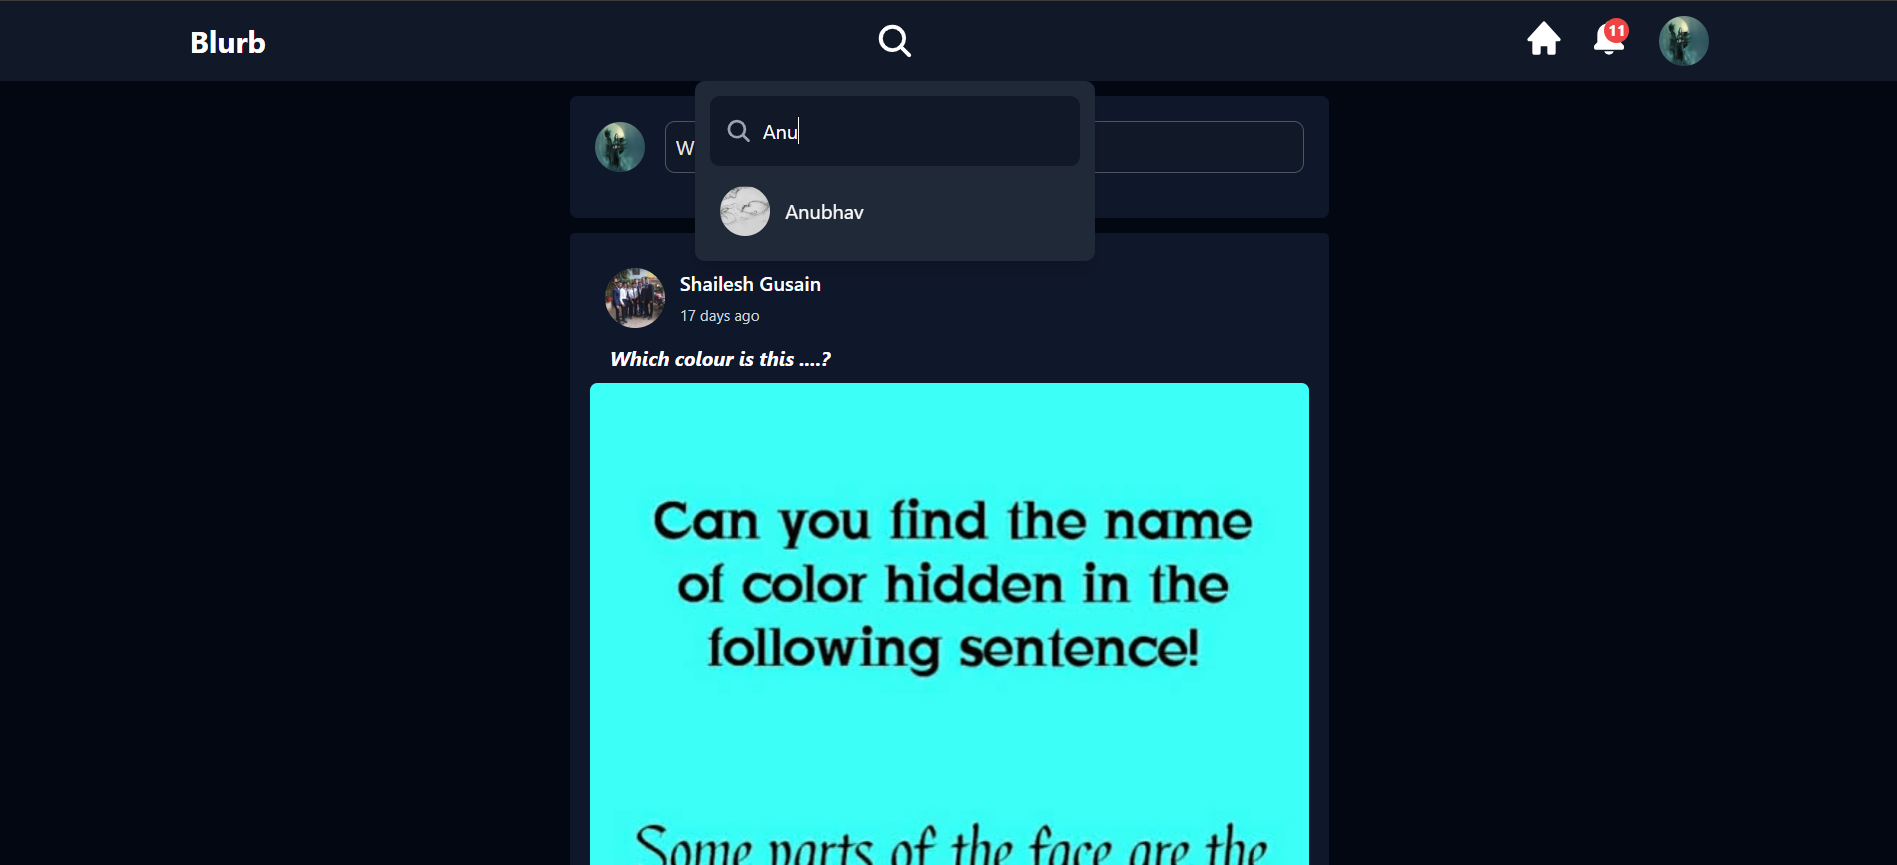 Blurb
11
Anu
W
Anubhav
Shailesh Gusain
17 days ago
Which colour is this ....?
Can you find the name
of color hidden in the
following sentence!
Some parts of the face are the